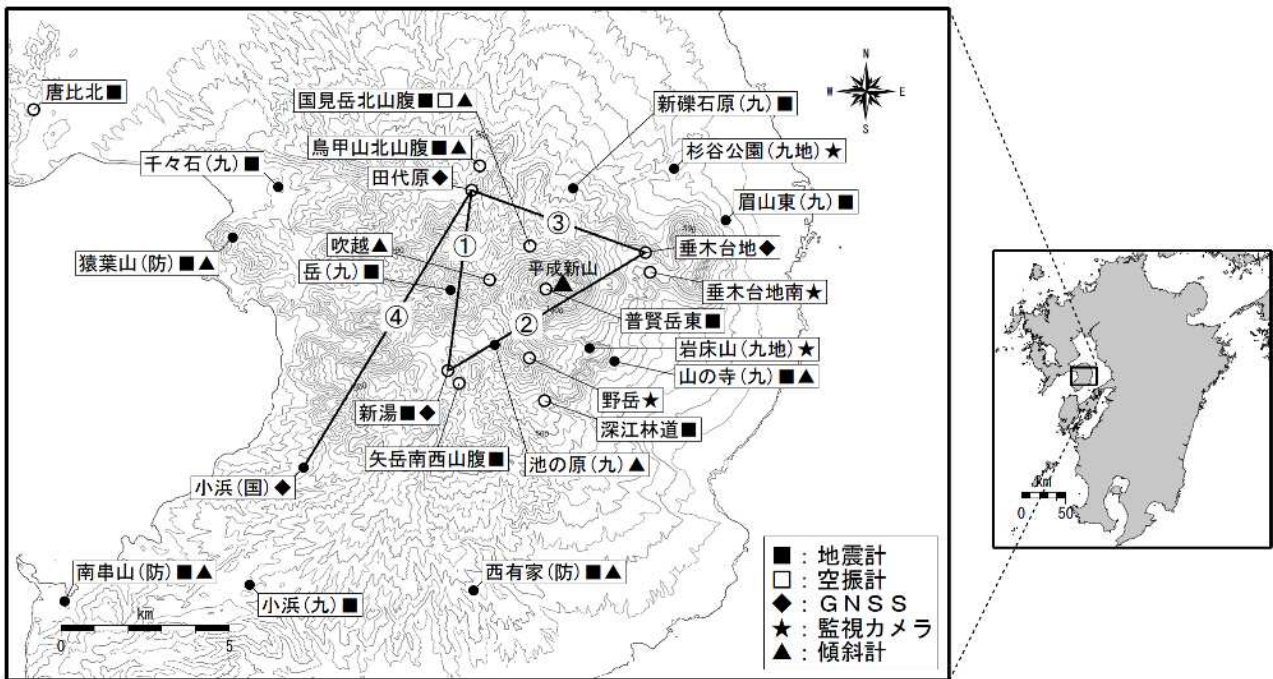 唐比北■
国見岳北山腹■□▲
新礫石原(九)■
N
W E
S
鳥甲山北山腹■▲
杉谷公園(九地)★
千々石(九)■
田代原◆
眉山東(九)■
③
①
吹越▲
垂木台地◆
猿葉山(防)■▲
岳(九)■
平成新山
垂木台地南★
④
②
普賢岳東■
岩床山(九地)★
山の寺(九)■▲
新湯■◆
野岳★
深江林道■
矢岳南西山腹■
池の原(九)▲
小浜(国)◆
南串山(防)■▲
西有家(防)■▲
小浜(九)■
km
0 5
■:地震計
□:空振計
◆:GNSS
★:監視カメラ
▲:傾斜計
km
0 50